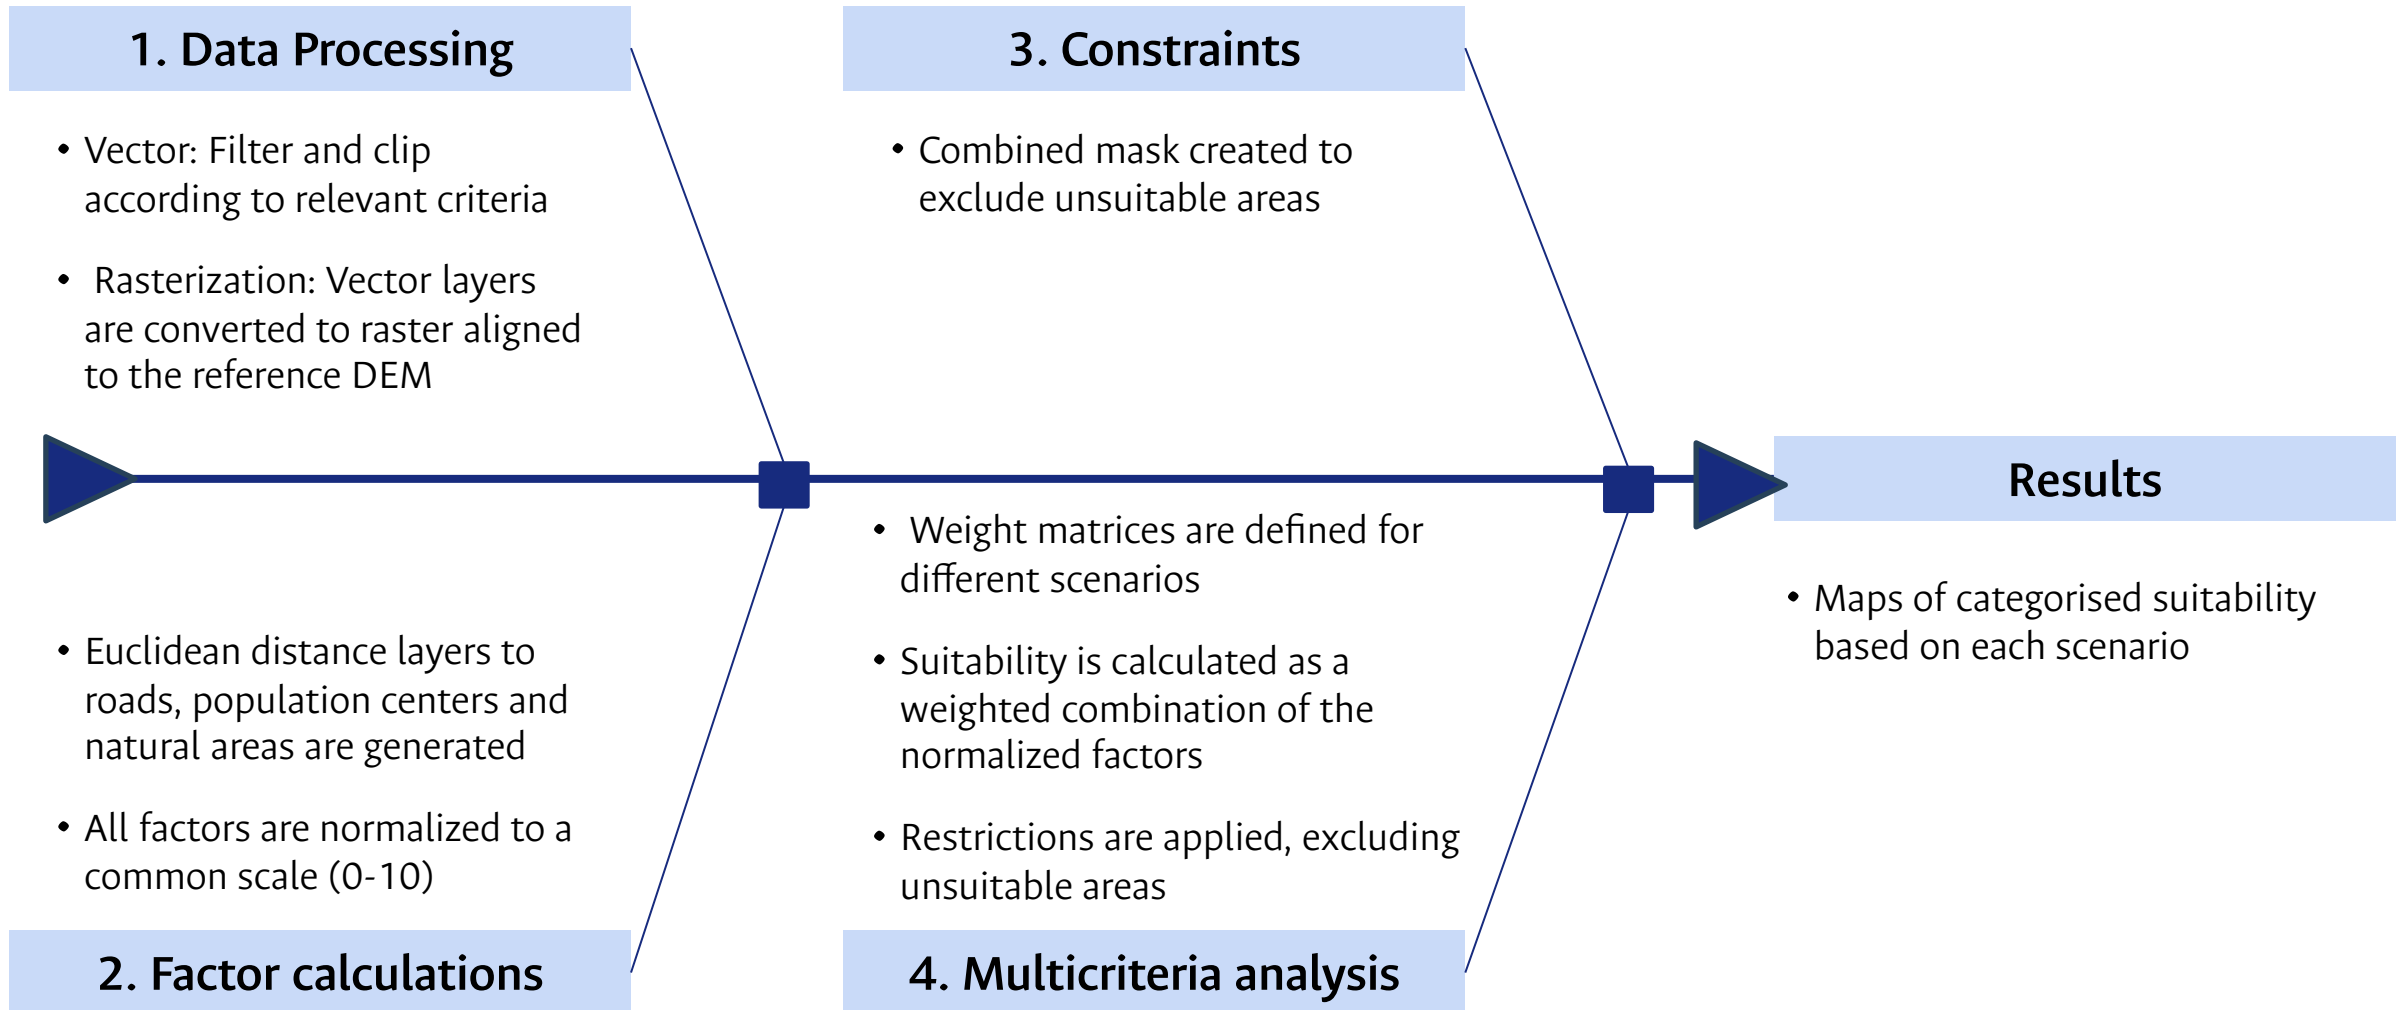 1. Data Processing
• Vector: Filter and clip
according to relevant criteria
• Rasterization: Vector layers
are converted to raster aligned
to the reference DEM
• Euclidean distance layers to
roads, population centers and
natural areas are generated
• All factors are normalized to a
common scale (0-10)
2. Factor calculations
3. Constraints
• Combined mask created to
exclude unsuitable areas
• Weight matrices are defined for
different scenarios
• Suitability is calculated as a
weighted combination of the
normalized factors
• Restrictions are applied, excluding
unsuitable areas
4. Multicriteria analysis
Results
• Maps of categorised suitability
based on each scenario